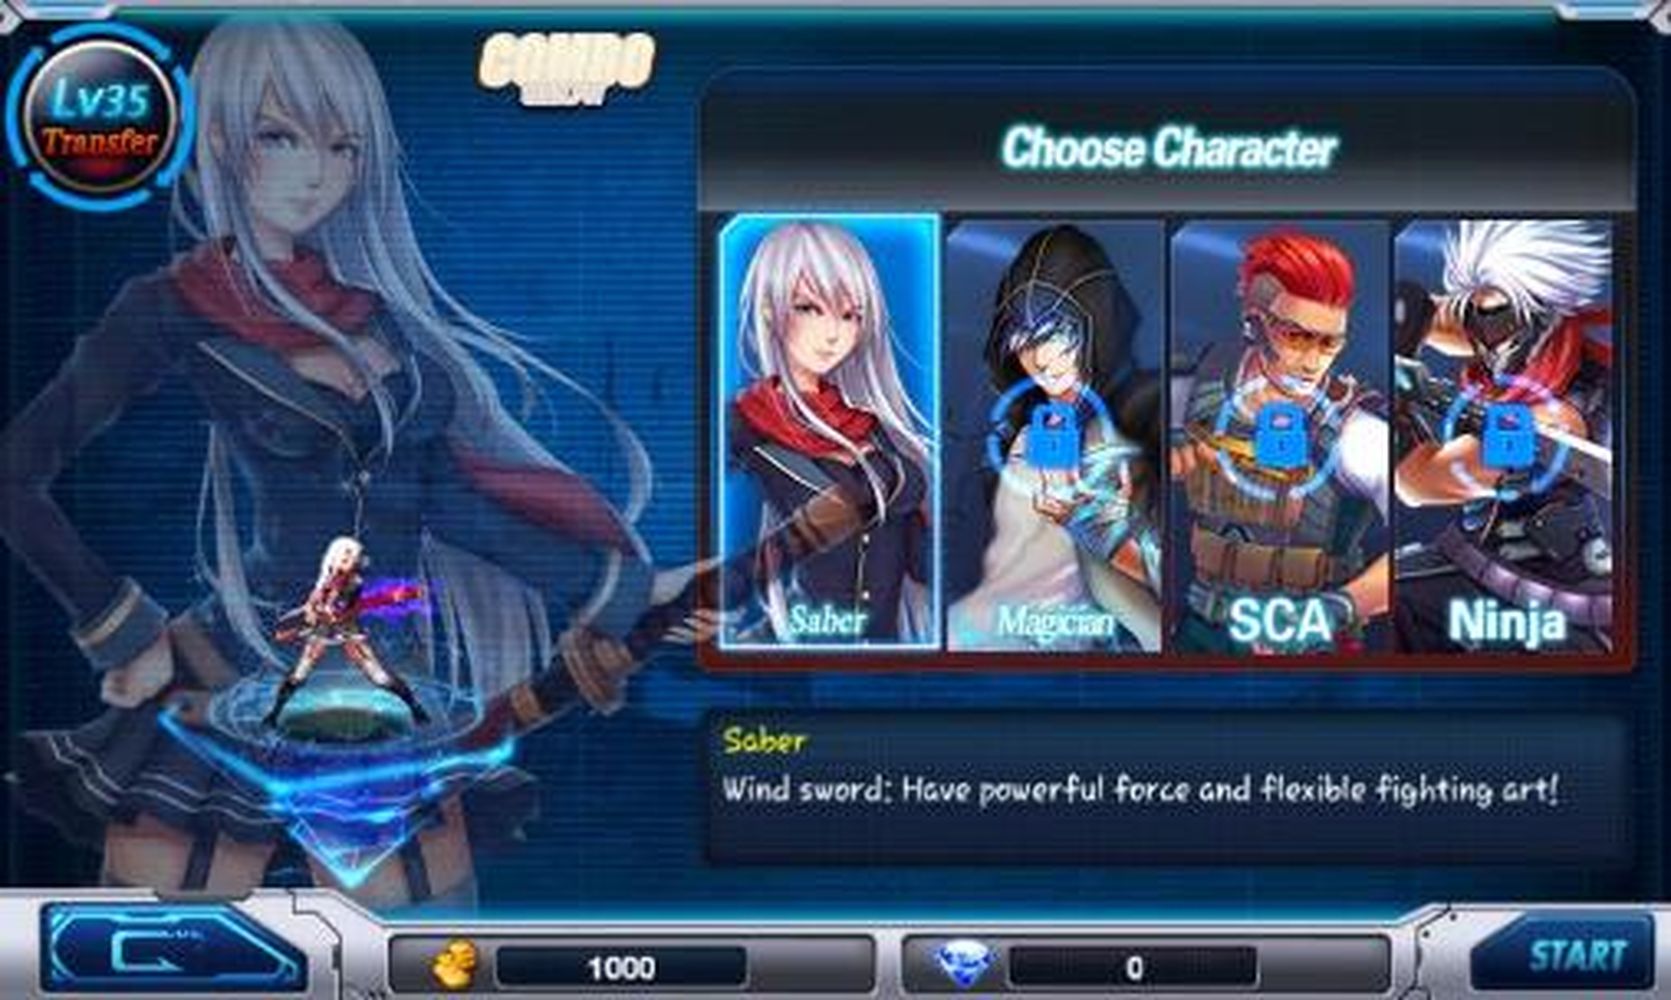 Lv35
Transfer
COMBO
Choose Character
Saber
Magician
SCA
Ninja
Saber
Wind sword: Have powerful force and flexible fighting art!
1000
0
START